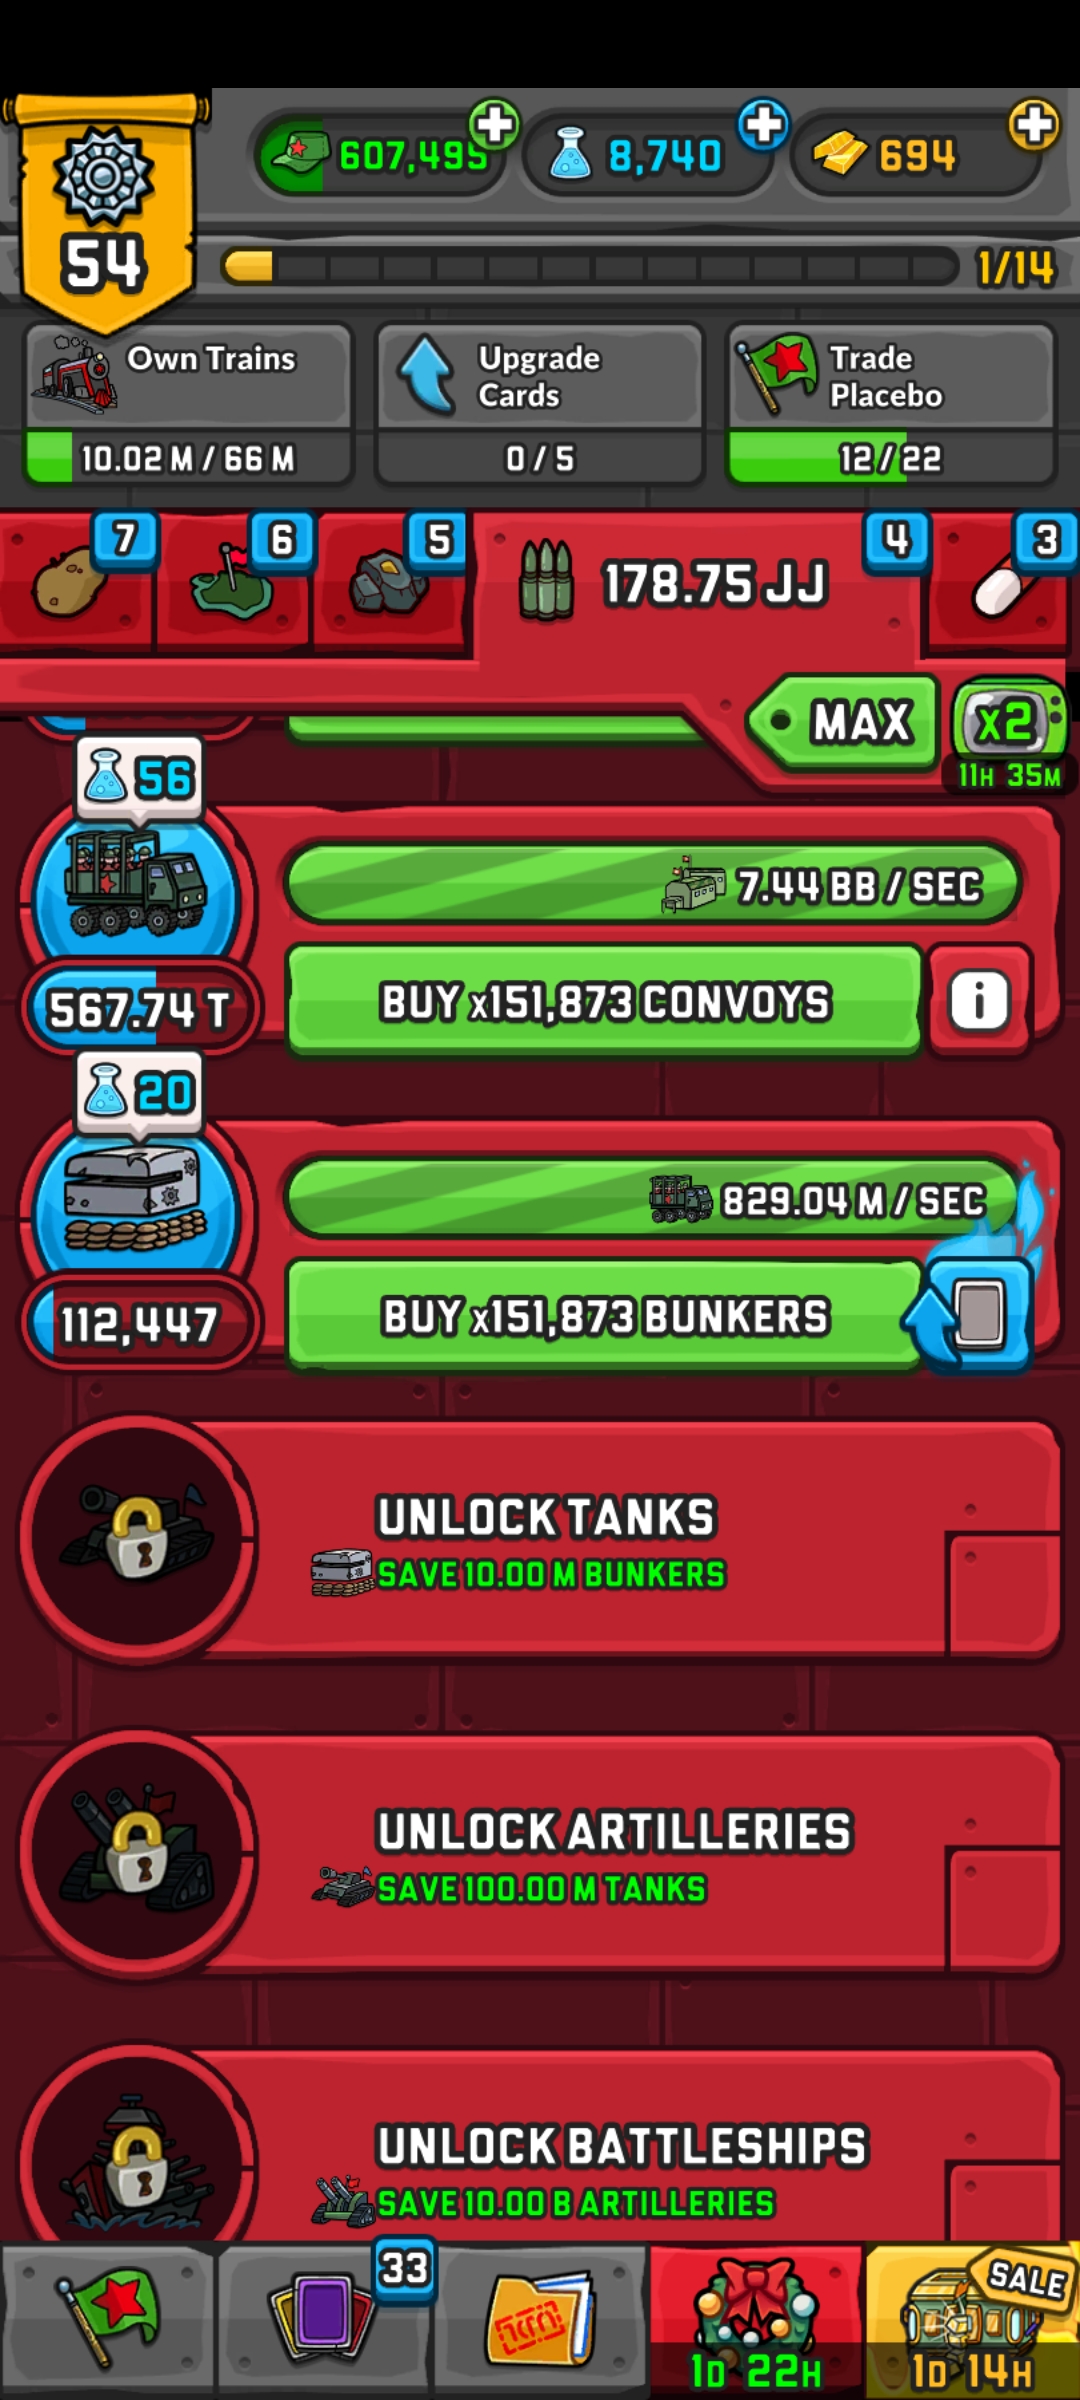 607,495
8,740
694
54
1/14
Own Trains
10.02 M / 66 M
Upgrade
Cards
0 / 5
Trade
Placebo
12 / 22
7
6
5
178.75 JJ
4
3
MAX
x2
11H 35M
56
7.44 BB / SEC
567.74 T
BUY x151,873 CONVOYS
i
20
829.04 M / SEC
112,447
BUY x151,873 BUNKERS
UNLOCK TANKS
SAVE 10.00 M BUNKERS
UNLOCK ARTILLERIES
SAVE 100.00 M TANKS
UNLOCK BATTLESHIPS
SAVE 10.00 B ARTILLERIES
33
SALE
1D 22H
1D 14H